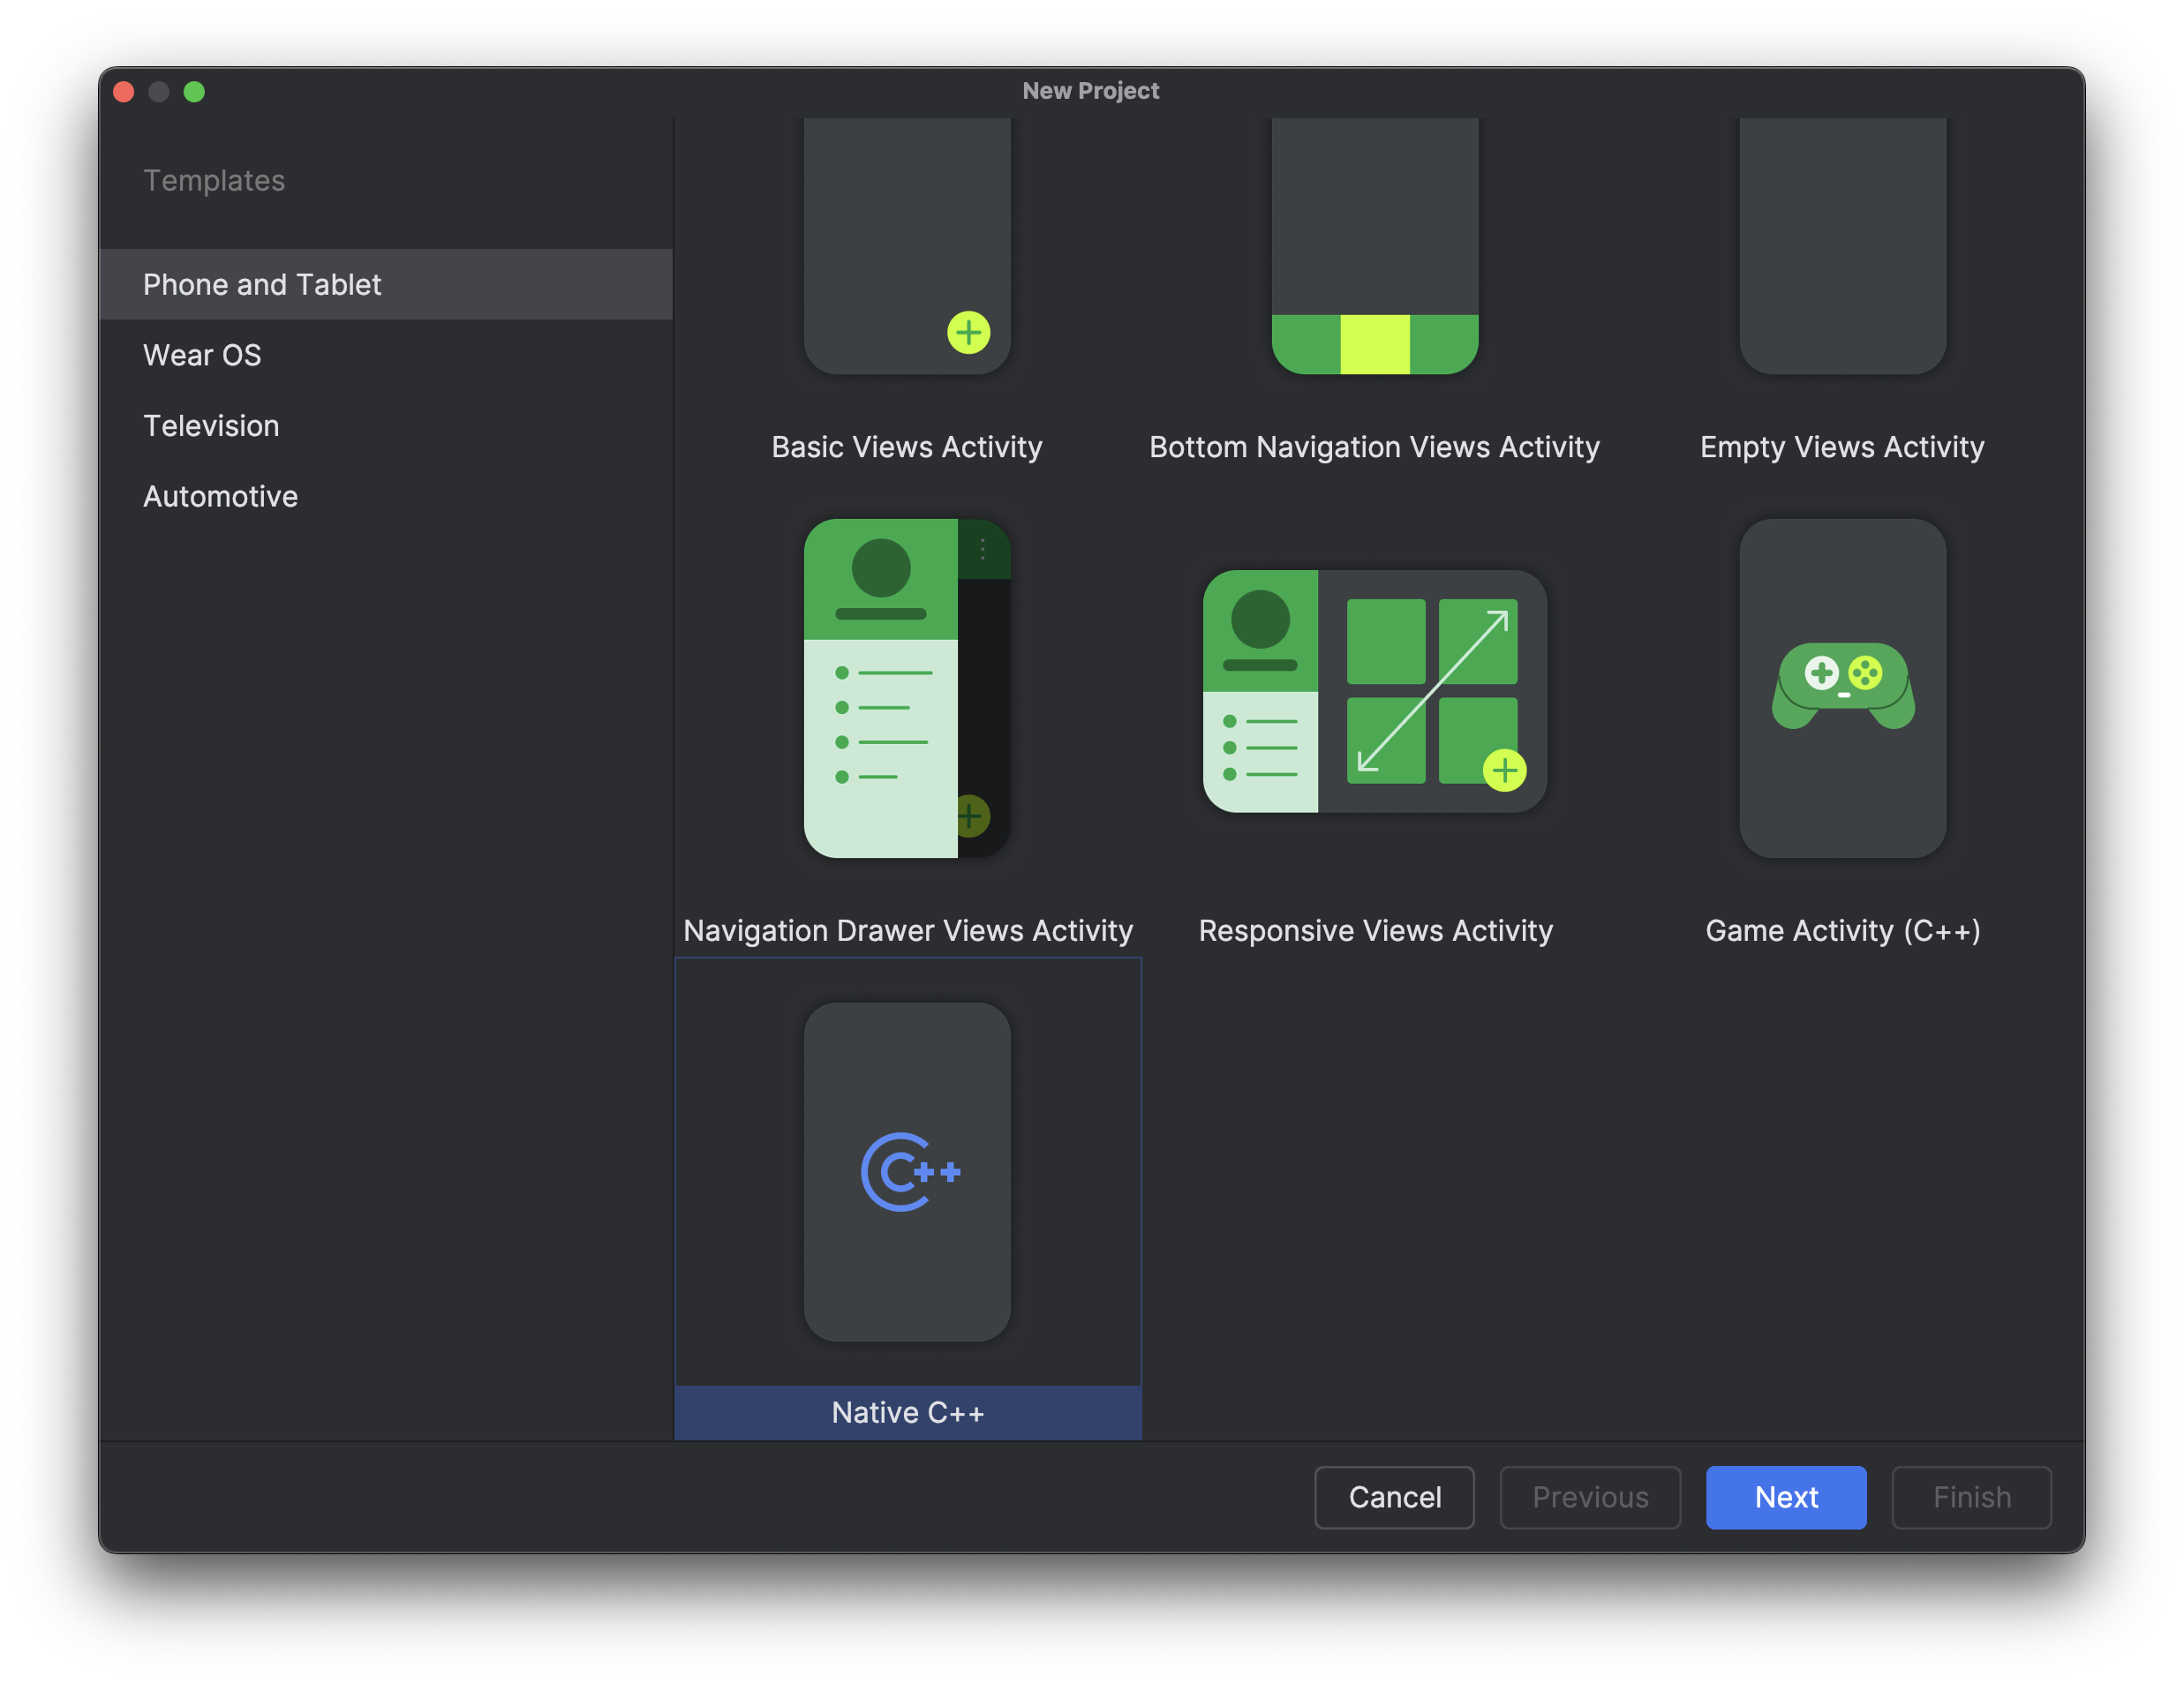 New Project
Templates
Phone and Tablet
Wear OS
Television
Automotive
Basic Views Activity
Bottom Navigation Views Activity
Empty Views Activity
Navigation Drawer Views Activity
Responsive Views Activity
Game Activity (C++)
C++
Native C++
Cancel
Previous
Next
Finish